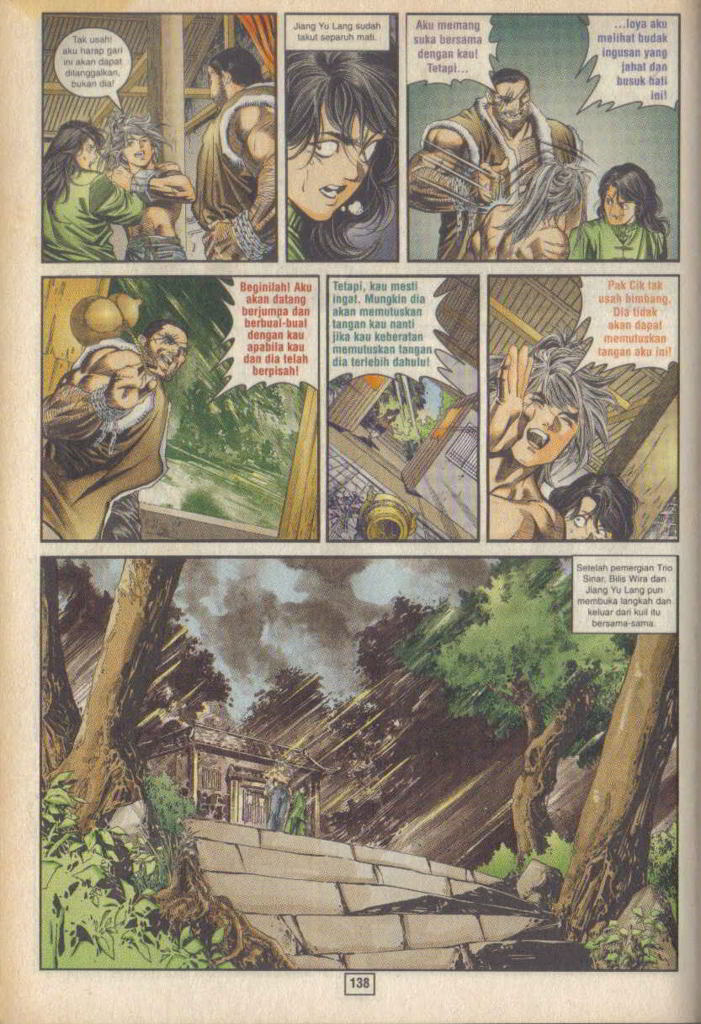 Tak usah!
aku harap gari
ini akan dapat
ditanggalkan,
bukan dia!
Jiang Yu Lang sudah
takut separuh mati.
Aku memang
suka bersama
dengan kau!
Tetapi...
...loya aku
melihat budak
ingusan yang
jahat dan
busuk hati
ini!
Beginilah! Aku
akan datang
berjumpa dan
berbual-bual
dengan kau
apabila kau
dan dia telah
berpisah!
Tetapi, kau mesti
ingat. Mungkin dia
akan memutuskan
tangan kau nanti
jika kau keberatan
memutuskan tangan
dia terlebih dahulu!
Pak Cik tak
usah bimbang.
Dia tidak
akan dapat
memutuskan
tangan aku ini!
Setelah pemergian Trio
Sinar, Bilis Wira dan
Jiang Yu Lang pun
membuka langkah dan
keluar dari kuil itu
bersama-sama.
138